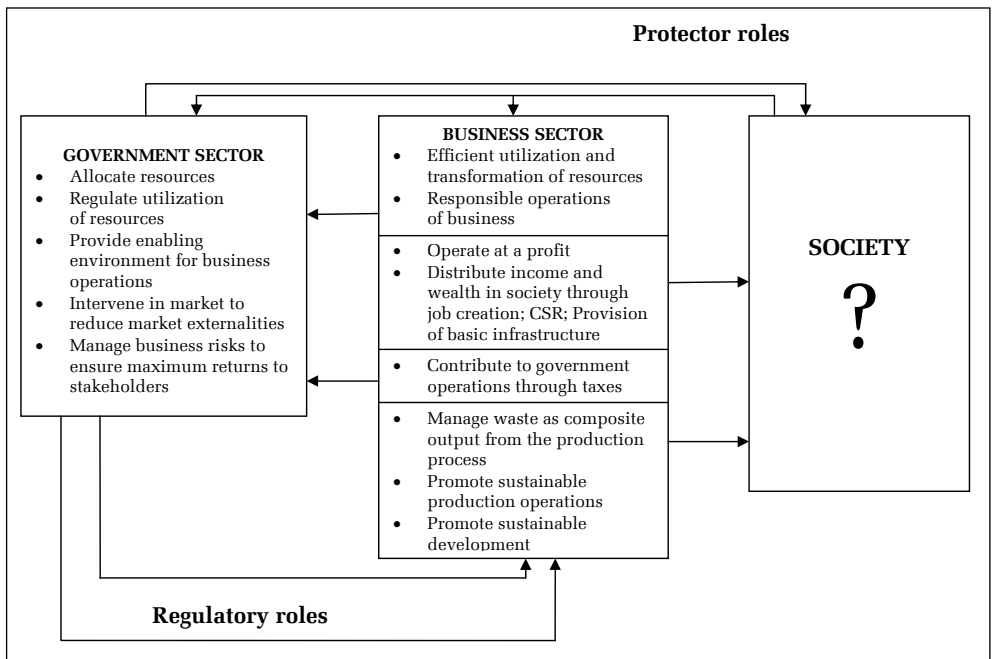 Protector roles
GOVERNMENT SECTOR
• Allocate resources
• Regulate utilization
of resources
• Provide enabling
environment for business
operations
• Intervene in market to
reduce market externalities
• Manage business risks to
ensure maximum returns to
stakeholders
BUSINESS SECTOR
• Efficient utilization and
transformation of resources
• Responsible operations
of business
• Operate at a profit
• Distribute income and
wealth in society through
job creation; CSR; Provision
of basic infrastructure
• Contribute to government
operations through taxes
• Manage waste as composite
output from the production
process
• Promote sustainable
production operations
• Promote sustainable
development
SOCIETY
?
Regulatory roles